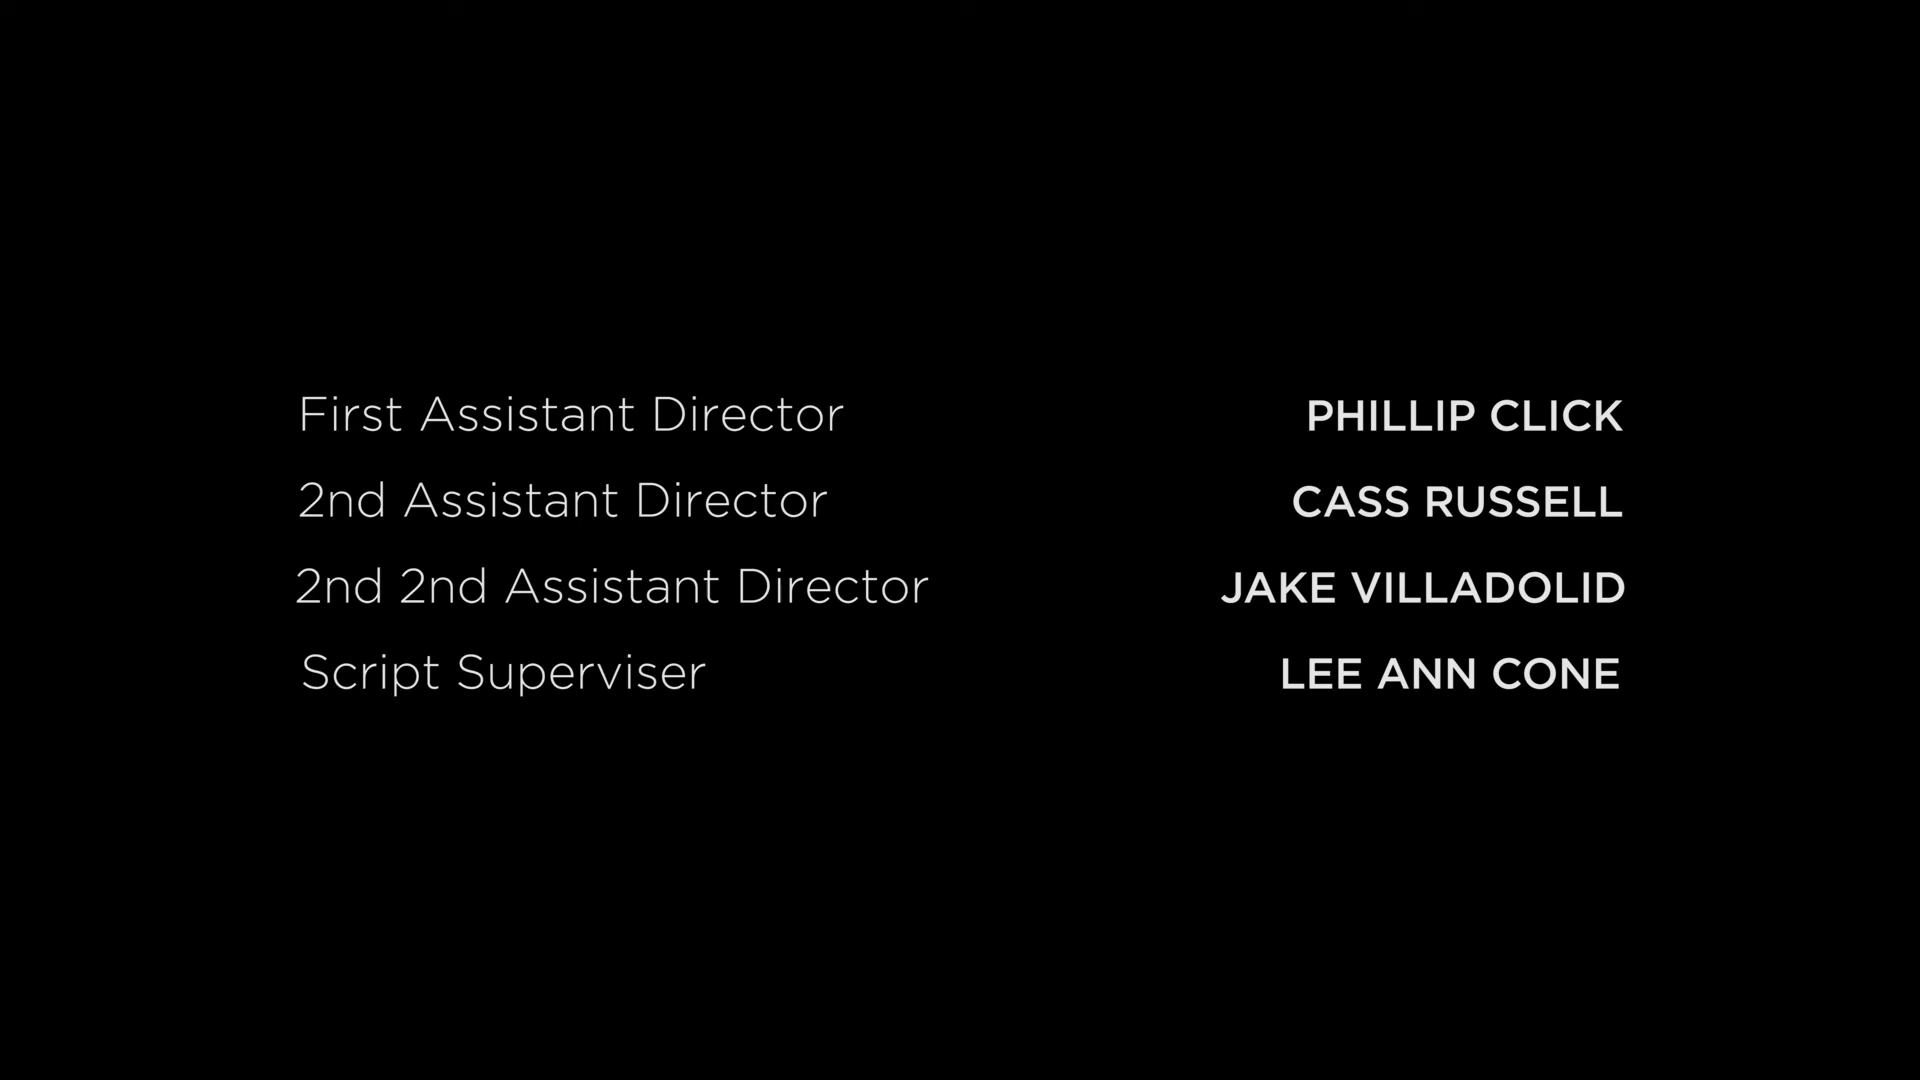 First Assistant Director PHILLIP CLICK
2nd Assistant Director CASS RUSSELL
2nd 2nd Assistant Director JAKE VILLADOLID
Script Superviser LEE ANN CONE